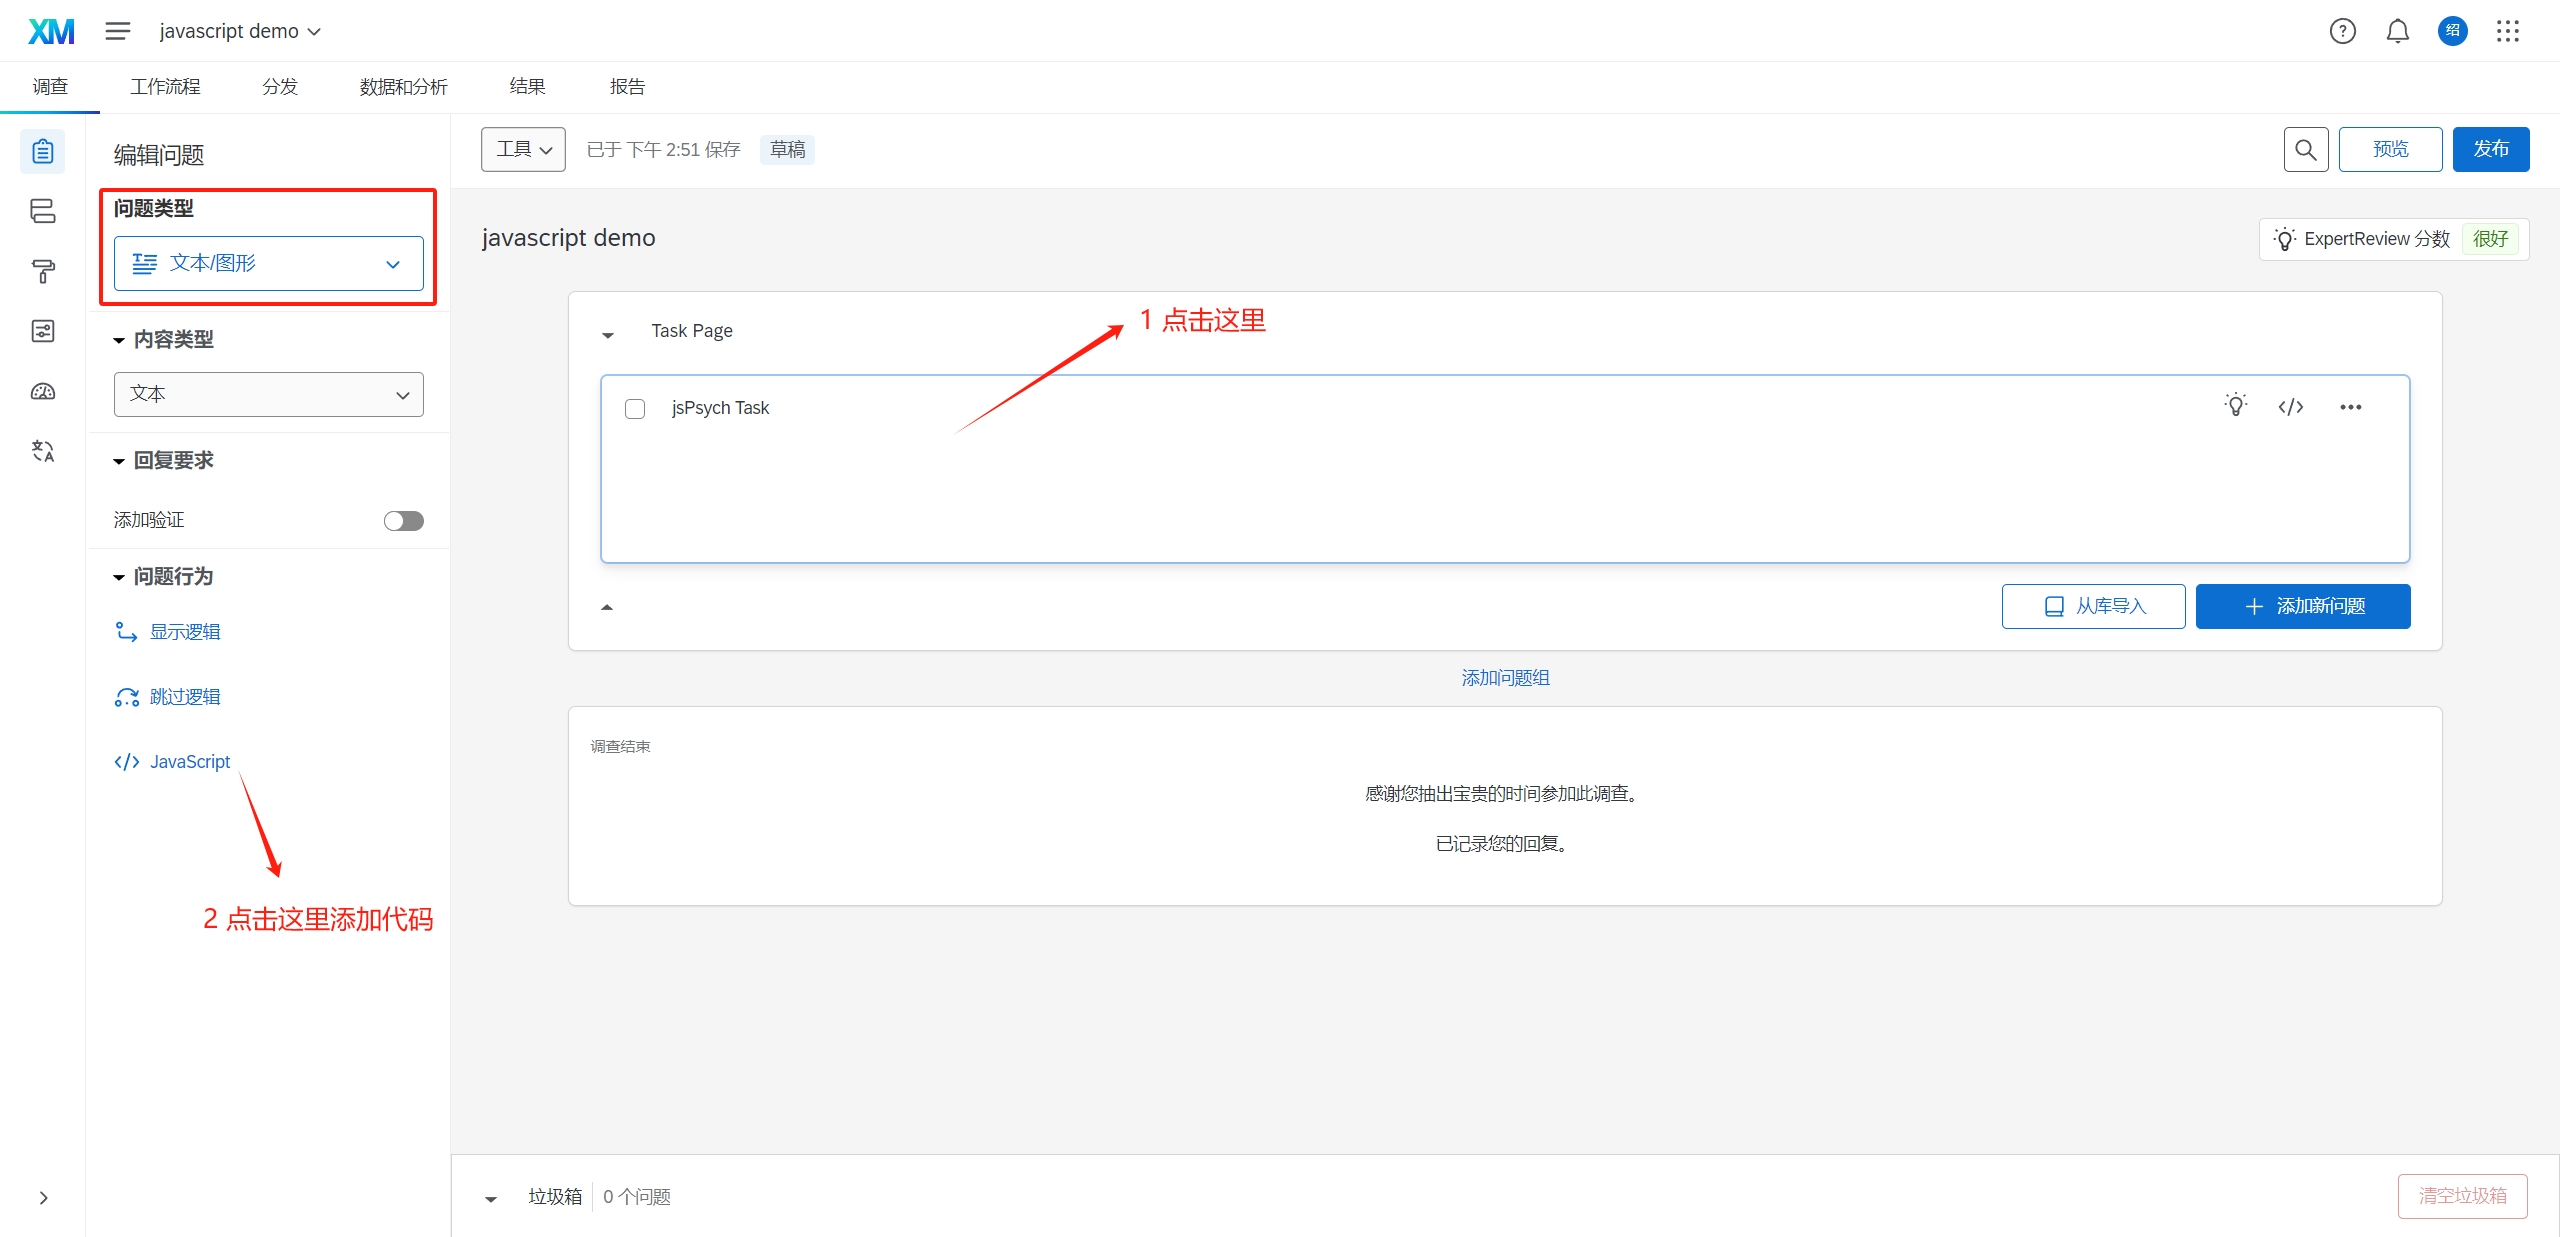 XM
javascript demo
绍
调查
工作流程
分发
数据和分析
结果
报告
编辑问题
问题类型
文本/图形
内容类型
文本
回复要求
添加验证
问题行为
显示逻辑
跳过逻辑
</> JavaScript
2 点击这里添加代码
工具
已于 下午 2:51 保存
草稿
预览
发布
javascript demo
ExpertReview 分数
很好
Task Page
1 点击这里
jsPsych Task
</>
从库导入
添加新问题
添加问题组
调查结束
感谢您抽出宝贵的时间参加此调查。
已记录您的回复。
垃圾箱
0 个问题
清空垃圾箱